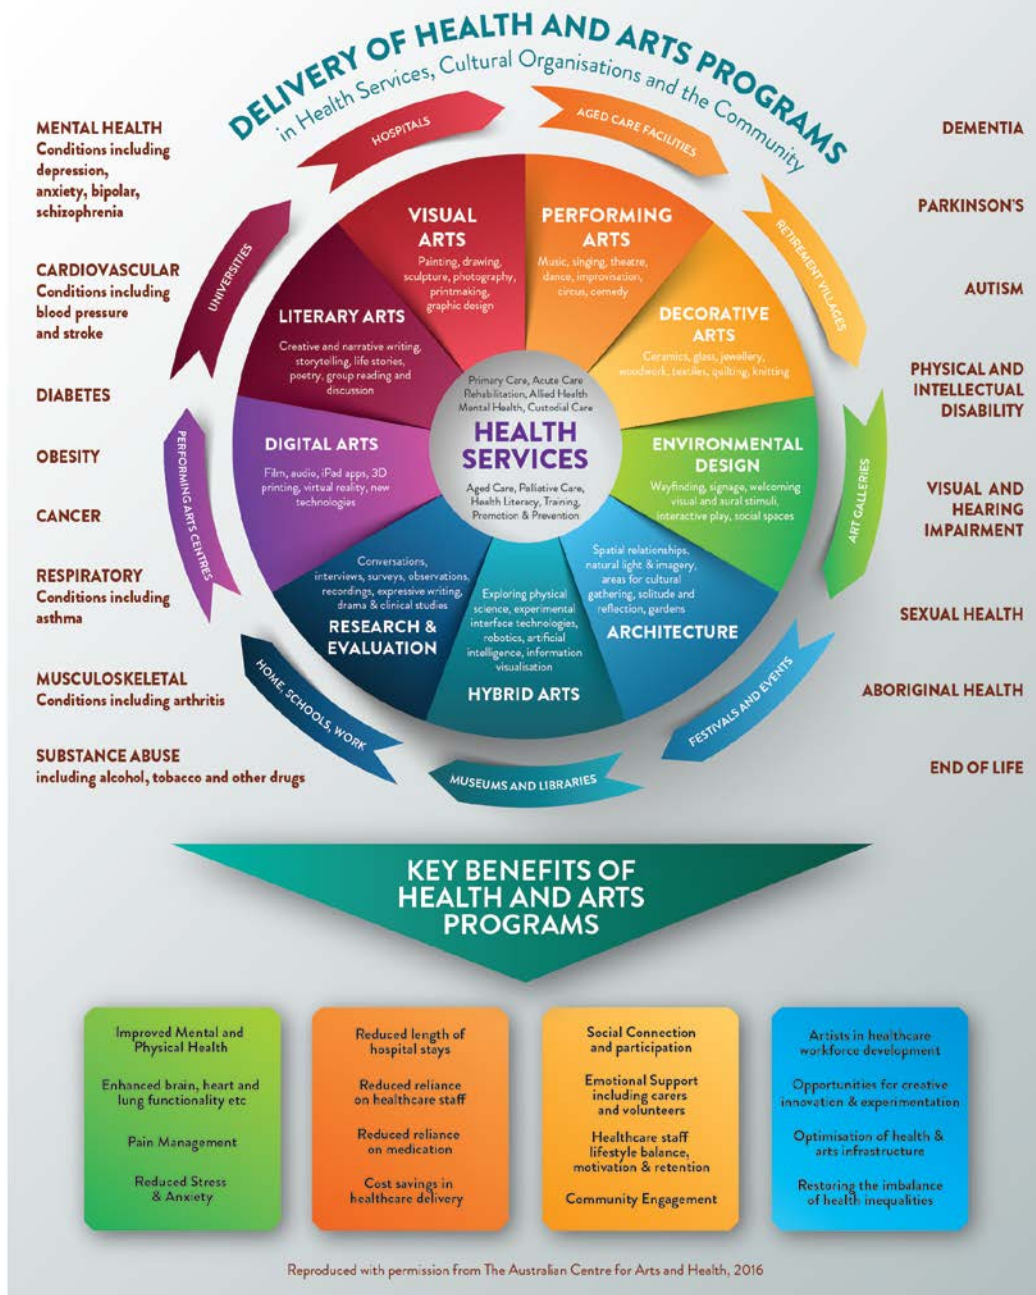 DELIVERY OF HEALTH AND ARTS PROGRAMS
in Health Services, Cultural Organisations and the Community
HOSPITALS
AGED CARE FACILITIES
RETIREMENT VILLAGES
ART GALLERIES
FESTIVALS AND EVENTS
MUSEUMS AND LIBRARIES
HOME, SCHOOLS, WORK
PERFORMING ARTS CENTRES
UNIVERSITIES
MENTAL HEALTH
Conditions including
depression,
anxiety, bipolar,
schizophrenia
CARDIOVASCULAR
Conditions including
blood pressure
and stroke
DIABETES
OBESITY
CANCER
RESPIRATORY
Conditions including
asthma
MUSCULOSKELETAL
Conditions including arthritis
SUBSTANCE ABUSE
including alcohol, tobacco and other drugs
VISUAL
ARTS
Painting, drawing,
sculpture, photography,
printmaking,
graphic design
PERFORMING
ARTS
Music, singing, theatre,
dance, improvisation,
circus, comedy
DECORATIVE
ARTS
Ceramics, glass, jewellery,
woodwork, textiles, quilting, knitting
ENVIRONMENTAL
DESIGN
Wayfinding, signage, welcoming
visual and aural stimuli,
interactive play, social spaces
Spatial relationships,
natural light & imagery,
areas for cultural
gathering, solitude and
reflection, gardens
ARCHITECTURE
Exploring physical
science, experimental
interface technologies,
robotics, artificial
intelligence, information
visualisation
HYBRID ARTS
Conversations,
interviews, surveys, observations,
recordings, expressive writing,
drama & clinical studies
RESEARCH &
EVALUATION
DIGITAL ARTS
Film, audio, iPad apps, 3D
printing, virtual reality, new
technologies
LITERARY ARTS
Creative and narrative writing,
storytelling, life stories,
poetry, group reading and
discussion
Primary Care, Acute Care
Rehabilitation, Allied Health
Mental Health, Custodial Care
HEALTH
SERVICES
Aged Care, Palliative Care,
Health Literacy, Training,
Promotion & Prevention
DEMENTIA
PARKINSON'S
AUTISM
PHYSICAL AND
INTELLECTUAL
DISABILITY
VISUAL AND
HEARING
IMPAIRMENT
SEXUAL HEALTH
ABORIGINAL HEALTH
END OF LIFE
KEY BENEFITS OF
HEALTH AND ARTS
PROGRAMS
Improved Mental and
Physical Health
Enhanced brain, heart and
lung functionality etc
Pain Management
Reduced Stress
& Anxiety
Reduced length of
hospital stays
Reduced reliance
on healthcare staff
Reduced reliance
on medication
Cost savings in
healthcare delivery
Social Connection
and participation
Emotional Support
including carers
and volunteers
Healthcare staff
lifestyle balance,
motivation & retention
Community Engagement
Artists in healthcare
workforce development
Opportunities for creative
innovation & experimentation
Optimisation of health &
arts infrastructure
Restoring the imbalance
of health inequalities
Reproduced with permission from The Australian Centre for Arts and Health, 2016